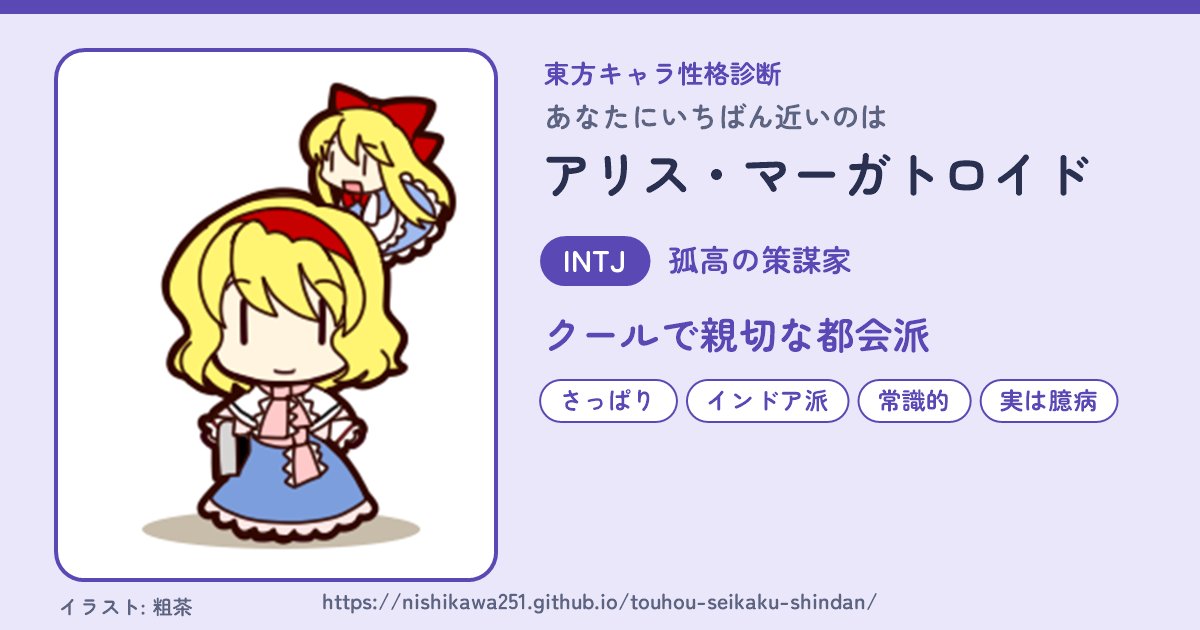 東方キャラ性格診断
あなたにいちばん近いのは
アリス・マーガトロイド
INTJ 孤高の策謀家
クールで親切な都会派
さっぱり インドア派 常識的 実は臆病
イラスト: 粗茶 https://nishikawa251.github.io/touhou-seikaku-shindan/